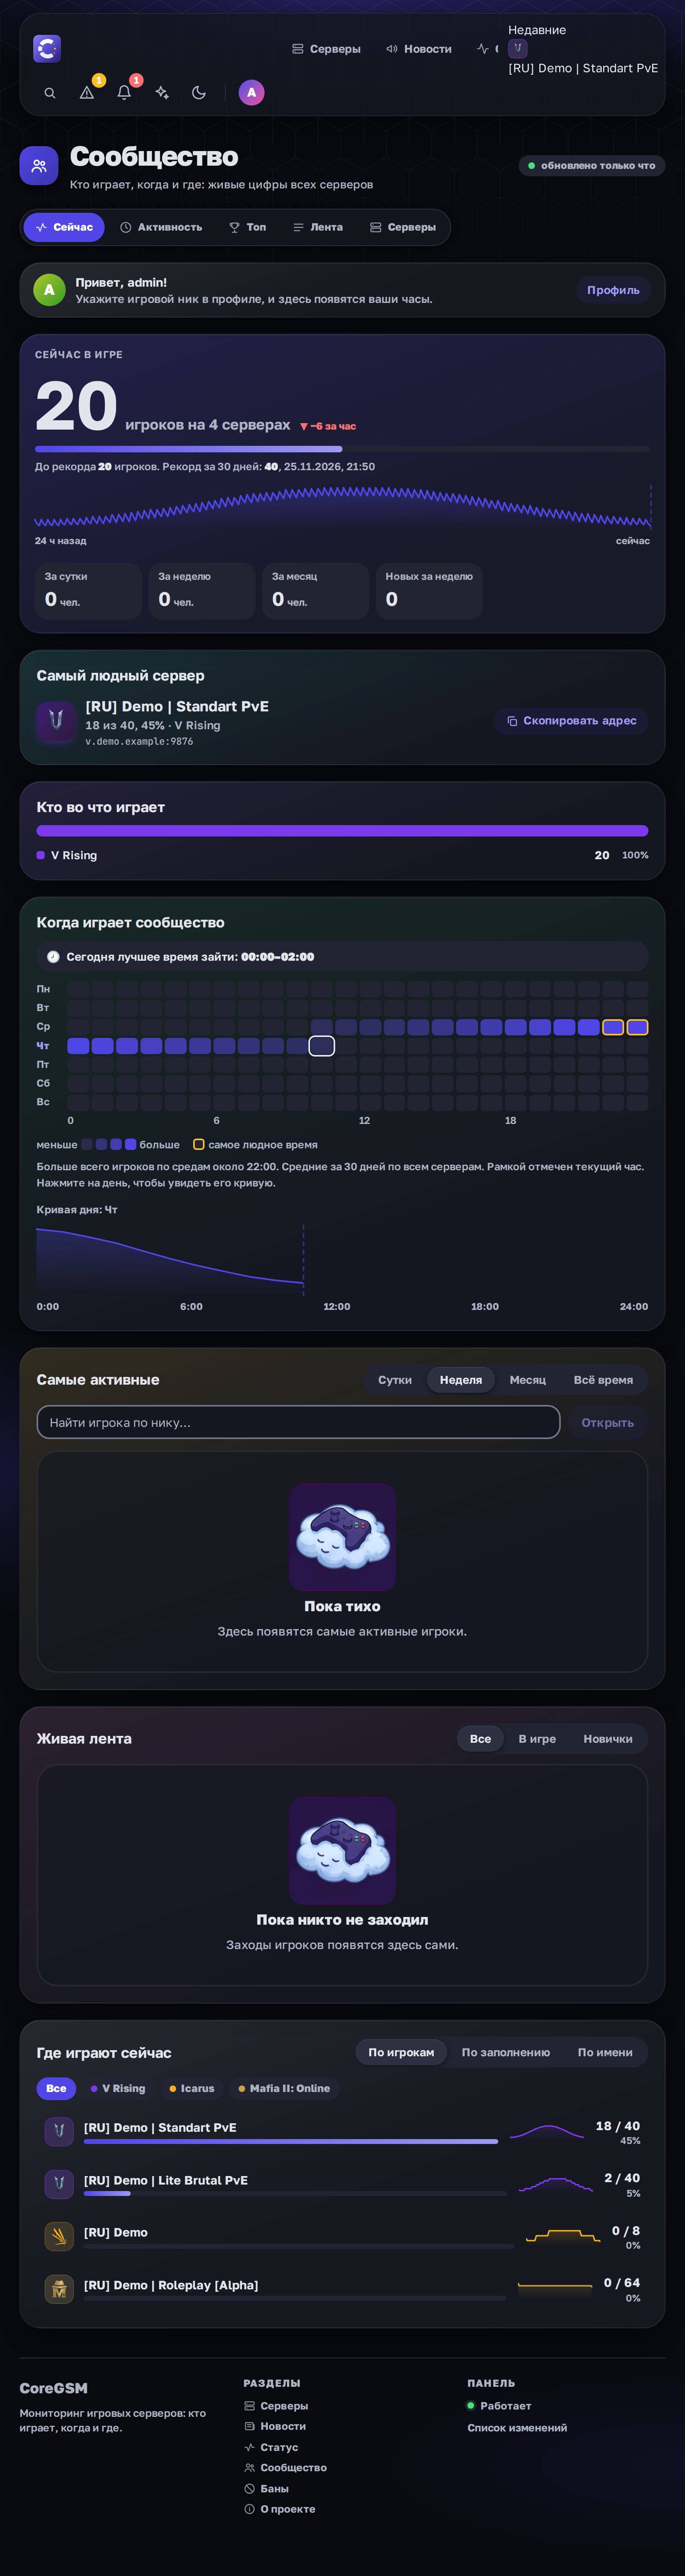 Серверы
Новости
Недавние
[RU] Demo | Standart PvE
1
1
A
Сообщество
Кто играет, когда и где: живые цифры всех серверов
обновлено только что
Сейчас
Активность
Топ
Лента
Серверы
A
Привет, admin!
Укажите игровой ник в профиле, и здесь появятся ваши часы.
Профиль
СЕЙЧАС В ИГРЕ
20 игроков на 4 серверах ▼ −6 за час
До рекорда 20 игроков. Рекорд за 30 дней: 40, 25.11.2026, 21:50
24 ч назад
сейчас
За сутки
0 чел.
За неделю
0 чел.
За месяц
0 чел.
Новых за неделю
0
Самый людный сервер
[RU] Demo | Standart PvE
18 из 40, 45% · V Rising
v.demo.example:9876
Скопировать адрес
Кто во что играет
V Rising
20 100%
Когда играет сообщество
Сегодня лучшее время зайти: 00:00–02:00
Пн
Вт
Ср
Чт
Пт
Сб
Вс
0 6 12 18
меньше больше самое людное время
Больше всего игроков по средам около 22:00. Средние за 30 дней по всем серверам. Рамкой отмечен текущий час.
Нажмите на день, чтобы увидеть его кривую.
Кривая дня: Чт
0:00 6:00 12:00 18:00 24:00
Самые активные
Сутки
Неделя
Месяц
Всё время
Найти игрока по нику...
Открыть
Пока тихо
Здесь появятся самые активные игроки.
Живая лента
Все
В игре
Новички
Пока никто не заходил
Заходы игроков появятся здесь сами.
Где играют сейчас
По игрокам
По заполнению
По имени
Все
V Rising
Icarus
Mafia II: Online
[RU] Demo | Standart PvE
18 / 40
45%
[RU] Demo | Lite Brutal PvE
2 / 40
5%
[RU] Demo
0 / 8
0%
[RU] Demo | Roleplay [Alpha]
0 / 64
0%
CoreGSM
Мониторинг игровых серверов: кто
играет, когда и где.
РАЗДЕЛЫ
Серверы
Новости
Статус
Сообщество
Баны
О проекте
ПАНЕЛЬ
Работает
Список изменений